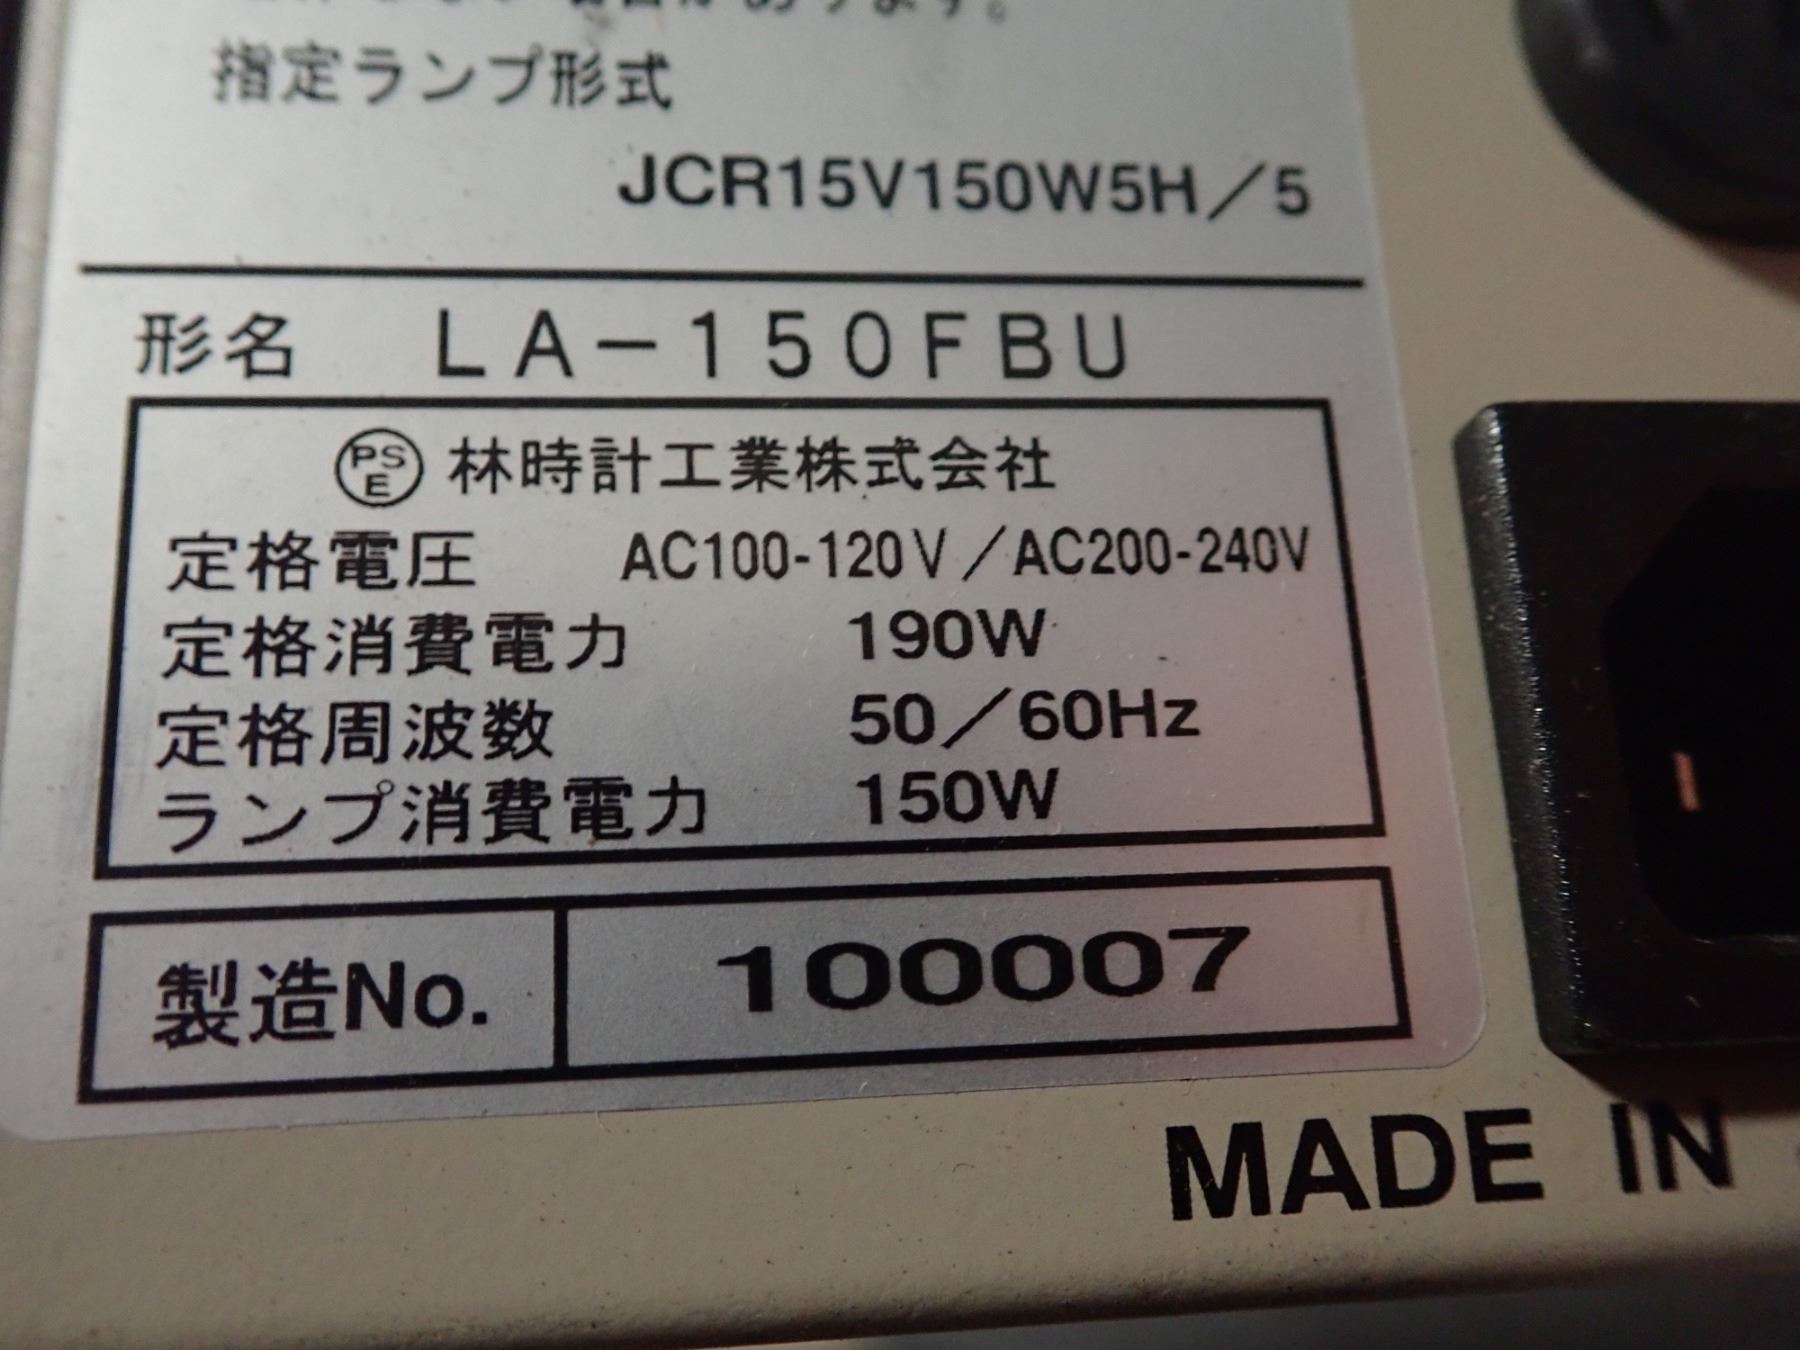 指定ランプ形式
JCR15V150W5H/5
形名 LA-150FBU
PSE 林時計工業株式会社
定格電圧 AC100-120V/AC200-240V
定格消費電力 190W
定格周波数 50/60Hz
ランプ消費電力 150W
製造No. 100007
MADE IN